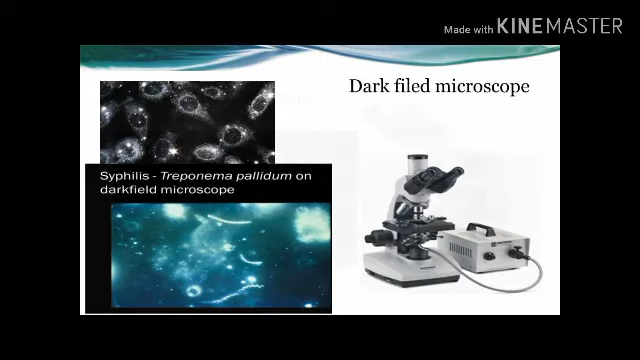 Made with KINEMASTER
Dark filed microscope
Syphilis - Treponema pallidum on
darkfield microscope